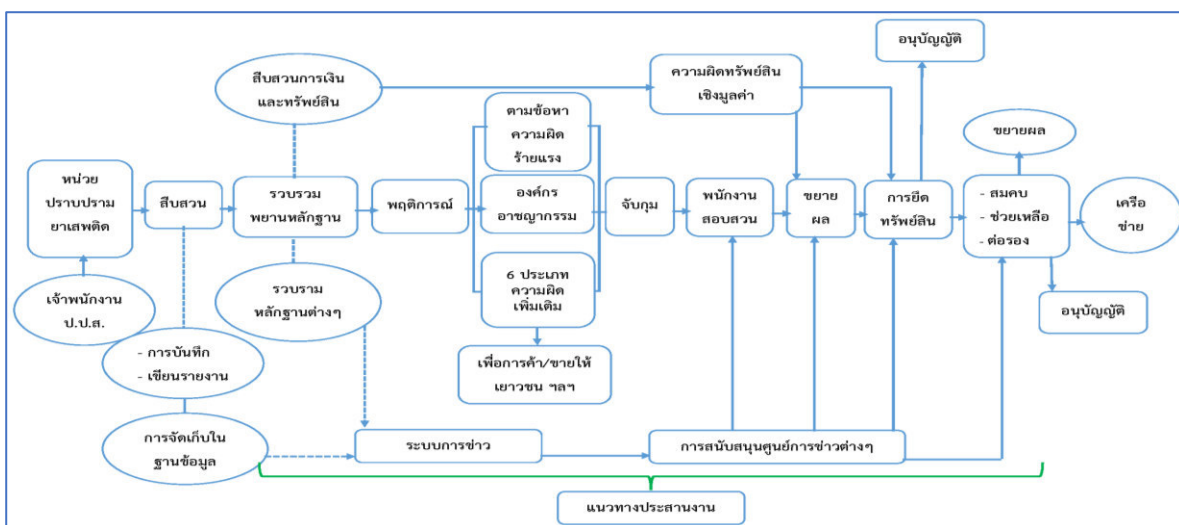 อนุบัญญัติ
สืบสวนการเงิน
และทรัพย์สิน
ความผิดทรัพย์สิน
เชิงมูลค่า
ตามข้อหา
ความผิด
ร้ายแรง
ขยายผล
หน่วย
ปราบปราม
ยาเสพติด
สืบสวน
รวบรวม
พยานหลักฐาน
พฤติการณ์
องค์กร
อาชญากรรม
จับกุม
พนักงาน
สอบสวน
ขยาย
ผล
การยึด
ทรัพย์สิน
- สมคบ
- ช่วยเหลือ
- ต่อรอง
เครือ
ข่าย
เจ้าพนักงาน
ป.ป.ส.
รวบราม
หลักฐานต่างๆ
6 ประเภท
ความผิด
เพิ่มเติม
อนุบัญญัติ
- การบันทึก
- เขียนรายงาน
เพื่อการค้า/ขายให้
เยาวชน ฯลฯ
การจัดเก็บใน
ฐานข้อมูล
ระบบการข่าว
การสนับสนุนศูนย์การข่าวต่างๆ
แนวทางประสานงาน